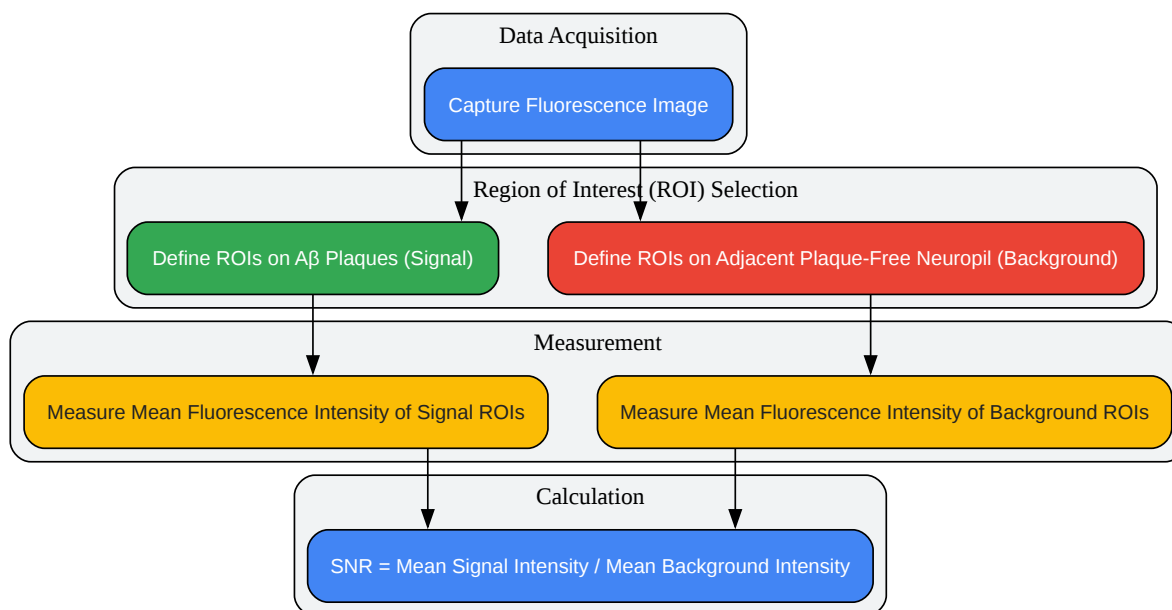 Data Acquisition
Capture Fluorescence Image
Region of Interest (ROI) Selection
Define ROIs on Aβ Plaques (Signal)
Define ROIs on Adjacent Plaque-Free Neuropil (Background)
Measurement
Measure Mean Fluorescence Intensity of Signal ROIs
Measure Mean Fluorescence Intensity of Background ROIs
Calculation
SNR = Mean Signal Intensity / Mean Background Intensity